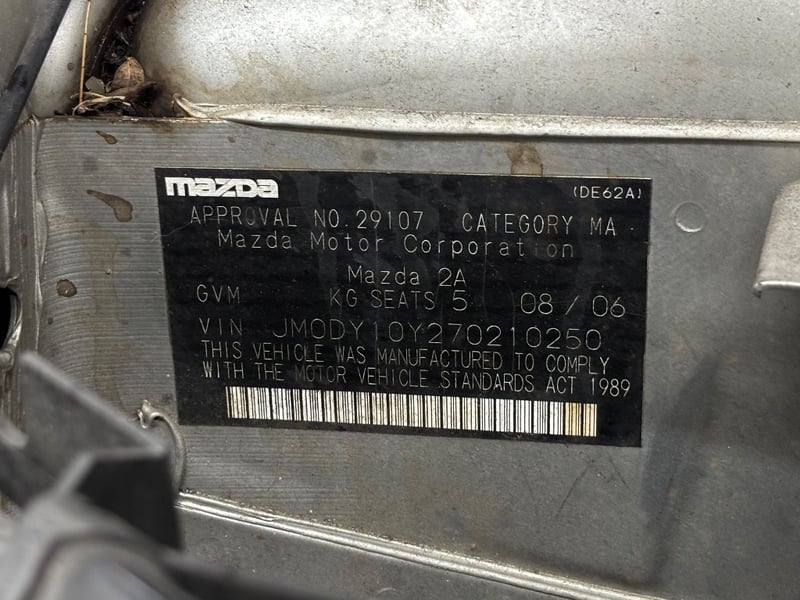 mazda (DE62A)
APPROVAL NO.29107 CATEGORY MA
Mazda Motor Corporation
Mazda 2A
GVM KG SEATS 5 08/06
VIN JM0DY10Y270210250
THIS VEHICLE WAS MANUFACTURED TO COMPLY
WITH THE MOTOR VEHICLE STANDARDS ACT 1989